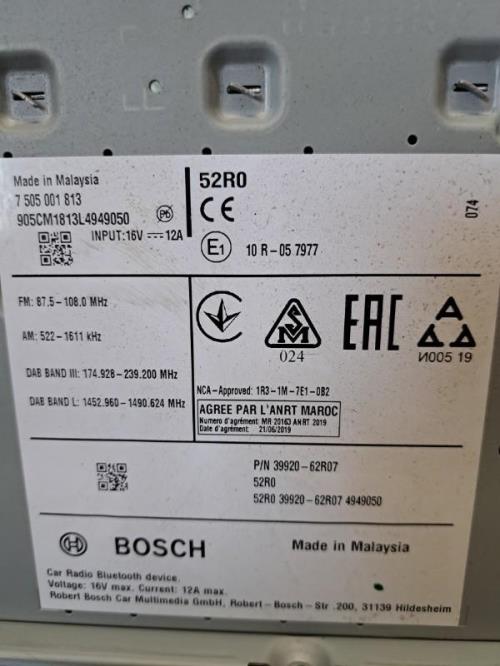 Made in Malaysia
7 505 001 813
905CM1813L4949050
Pb
INPUT:16V ⎓ 12A
52R0
CE
E1
10 R-05 7977
074
FM: 87.5-108.0 MHz
AM: 522-1611 kHz
DAB BAND III: 174.928-239.200 MHz
DAB BAND L: 1452.960-1490.624 MHz
SM
024
EAC
И005 19
NCA-Approved: 1R3-1M-7E1-0B2
AGREE PAR L'ANRT MAROC
Numero d'agrément: MR 20163 ANRT 2019
Date d'agrément: 21/06/2019
P/N 39920-62R07
52R0
52R0 39920-62R07 4949050
BOSCH
Made in Malaysia
Car Radio Bluetooth device.
Voltage: 16V max. Current: 12A max.
Robert Bosch Car Multimedia GmbH, Robert-Bosch-Str .200, 31139 Hildesheim